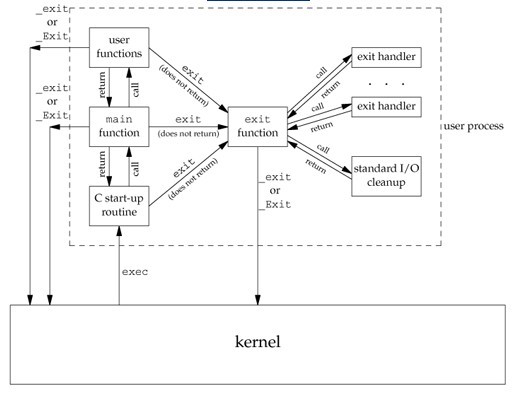 _exit
or
_Exit
user
functions
exit
(does not return)
call
return
exit handler
. . .
_exit
or
_Exit
return
call
main
function
exit
(does not return)
exit
function
call
return
exit handler
user process
return
call
exit
(does not return)
call
return
standard I/O
cleanup
C start-up
routine
_exit
or
_Exit
exec
kernel